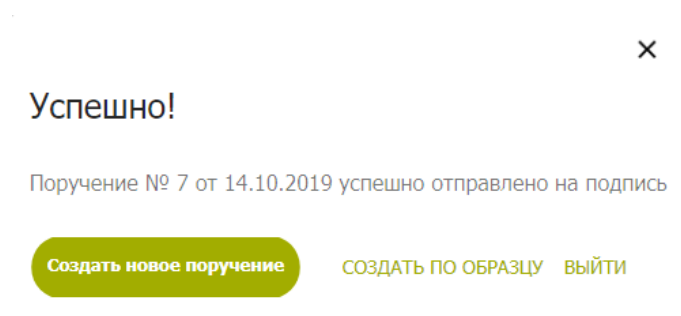 Успешно!
Поручение № 7 от 14.10.2019 успешно отправлено на подпись
Создать новое поручение
СОЗДАТЬ ПО ОБРАЗЦУ
ВЫЙТИ